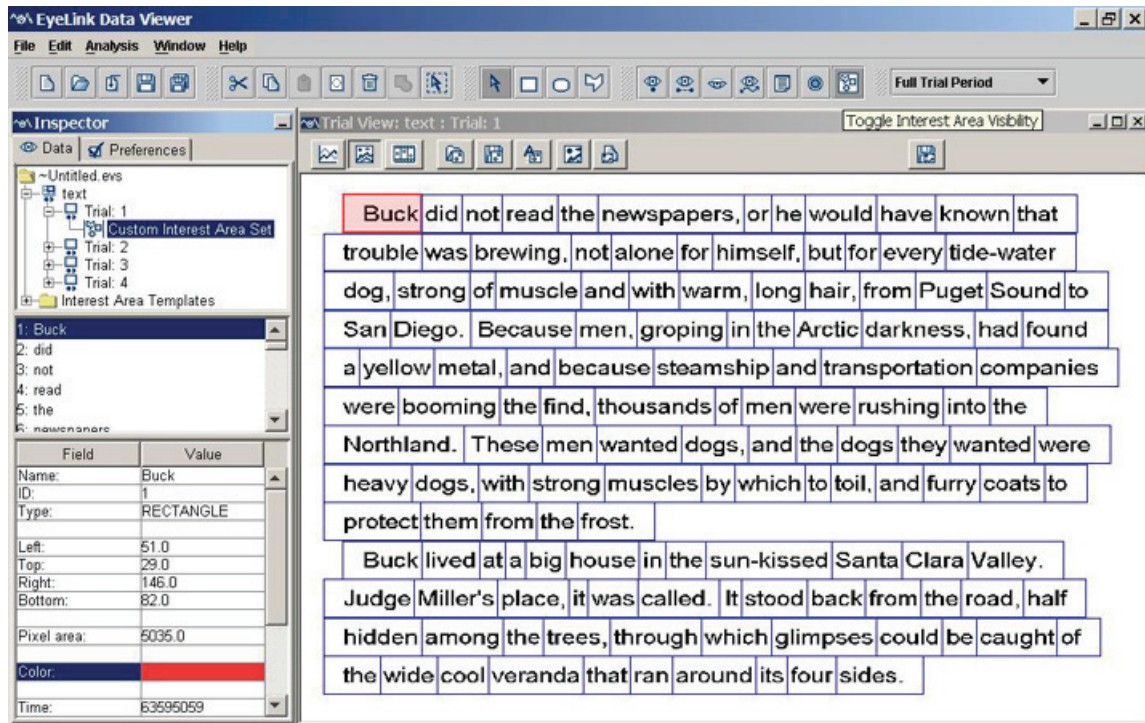 EyeLink Data Viewer
File Edit Analysis Window Help
Full Trial Period
Inspector
Trial View: text : Trial: 1
Toggle Interest Area Visibility
Data Preferences
~Untitled.evs
text
Trial: 1
Custom Interest Area Set
Trial: 2
Trial: 3
Trial: 4
Interest Area Templates
1: Buck
2: did
3: not
4: read
5: the
6: newspapers
Field Value
Name: Buck
ID: 1
Type: RECTANGLE
Left: 51.0
Top: 29.0
Right: 146.0
Bottom: 82.0
Pixel area: 5035.0
Color:
Time: 63595059
Buck did not read the newspapers, or he would have known that
trouble was brewing, not alone for himself, but for every tide-water
dog, strong of muscle and with warm, long hair, from Puget Sound to
San Diego. Because men, groping in the Arctic darkness, had found
a yellow metal, and because steamship and transportation companies
were booming the find, thousands of men were rushing into the
Northland. These men wanted dogs, and the dogs they wanted were
heavy dogs, with strong muscles by which to toil, and furry coats to
protect them from the frost.
Buck lived at a big house in the sun-kissed Santa Clara Valley.
Judge Miller's place, it was called. It stood back from the road, half
hidden among the trees, through which glimpses could be caught of
the wide cool veranda that ran around its four sides.